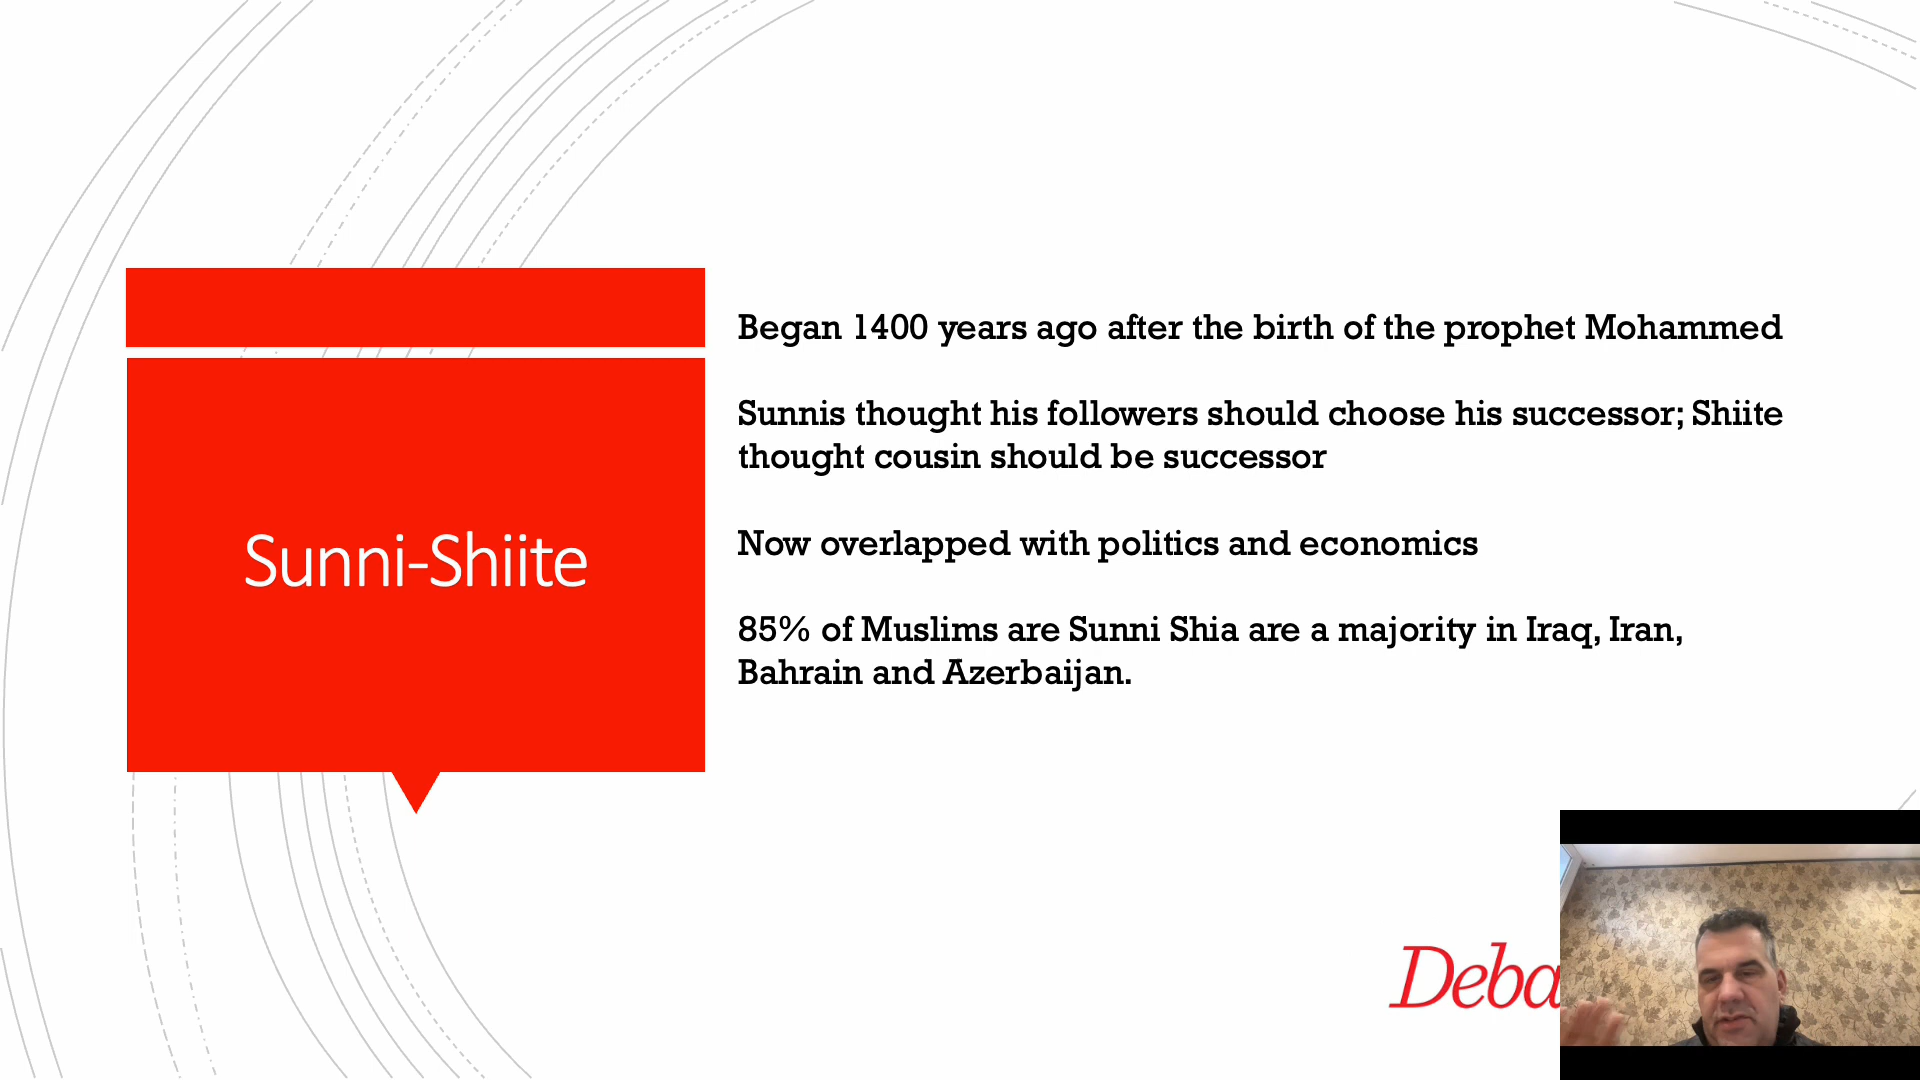 Began 1400 years ago after the birth of the prophet Mohammed
Sunnis thought his followers should choose his successor; Shiite
thought cousin should be successor
Sunni-Shiite
Now overlapped with politics and economics
85% of Muslims are Sunni Shia are a majority in Iraq, Iran,
Bahrain and Azerbaijan.
Deba